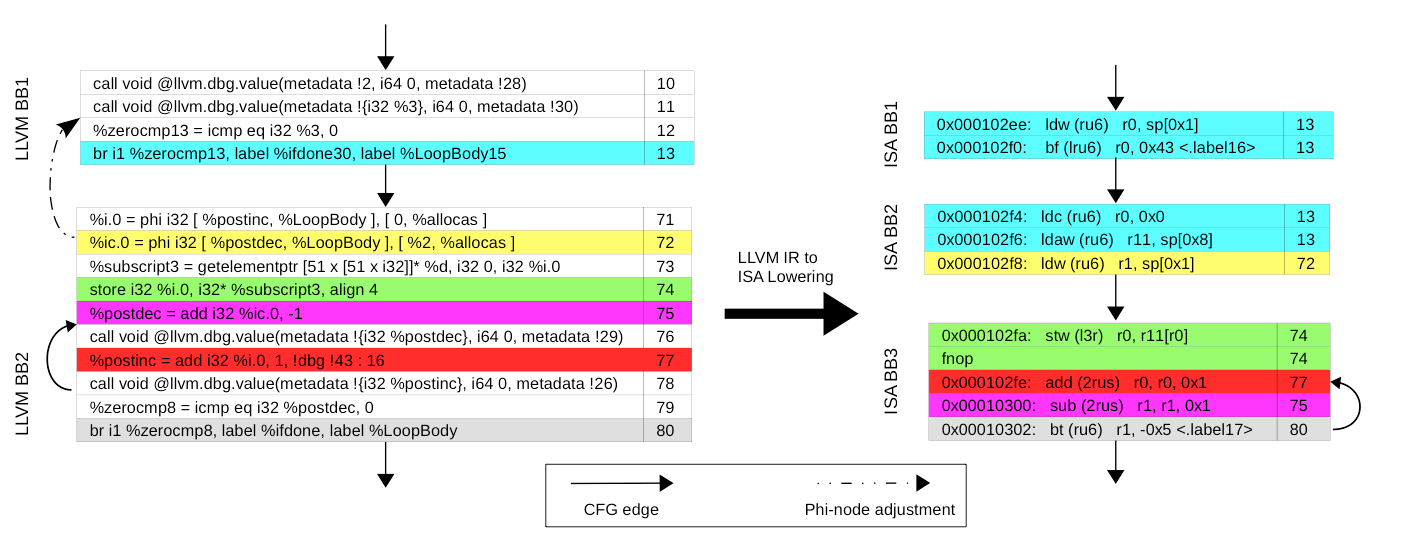 LLVM BB1
call void @llvm.dbg.value(metadata !2, i64 0, metadata !28) 10
call void @llvm.dbg.value(metadata !{i32 %3}, i64 0, metadata !30) 11
%zerocmp13 = icmp eq i32 %3, 0 12
br i1 %zerocmp13, label %ifdone30, label %LoopBody15 13
LLVM BB2
%i.0 = phi i32 [ %postinc, %LoopBody ], [ 0, %allocas ] 71
%ic.0 = phi i32 [ %postdec, %LoopBody ], [ %2, %allocas ] 72
%subscript3 = getelementptr [51 x [51 x i32]]* %d, i32 0, i32 %i.0 73
store i32 %i.0, i32* %subscript3, align 4 74
%postdec = add i32 %ic.0, -1 75
call void @llvm.dbg.value(metadata !{i32 %postdec}, i64 0, metadata !29) 76
%postinc = add i32 %i.0, 1, !dbg !43 : 16 77
call void @llvm.dbg.value(metadata !{i32 %postinc}, i64 0, metadata !26) 78
%zerocmp8 = icmp eq i32 %postdec, 0 79
br i1 %zerocmp8, label %ifdone, label %LoopBody 80
LLVM IR to
ISA Lowering
ISA BB1
0x000102ee: ldw (ru6) r0, sp[0x1] 13
0x000102f0: bf (lru6) r0, 0x43 <.label16> 13
ISA BB2
0x000102f4: ldc (ru6) r0, 0x0 13
0x000102f6: ldaw (ru6) r11, sp[0x8] 13
0x000102f8: ldw (ru6) r1, sp[0x1] 72
ISA BB3
0x000102fa: stw (l3r) r0, r11[r0] 74
fnop 74
0x000102fe: add (2rus) r0, r0, 0x1 77
0x00010300: sub (2rus) r1, r1, 0x1 75
0x00010302: bt (ru6) r1, -0x5 <.label17> 80
CFG edge
Phi-node adjustment